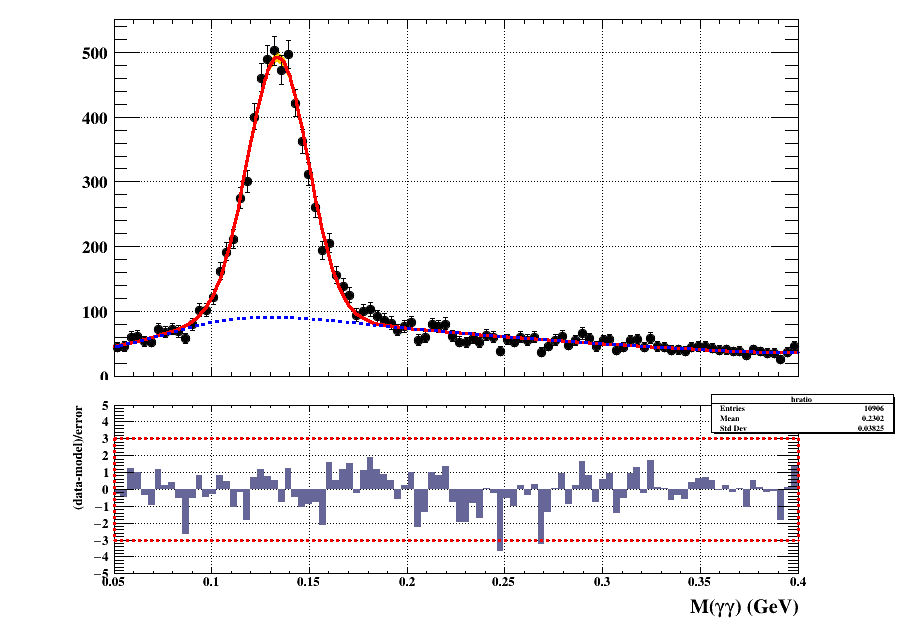 500
400
300
200
100
0
hratio
Entries 10906
Mean 0.2302
Std Dev 0.03825
(data-model)/error
5
4
3
2
1
0
−1
−2
−3
−4
−5
0.05 0.1 0.15 0.2 0.25 0.3 0.35 0.4
M(γγ) (GeV)